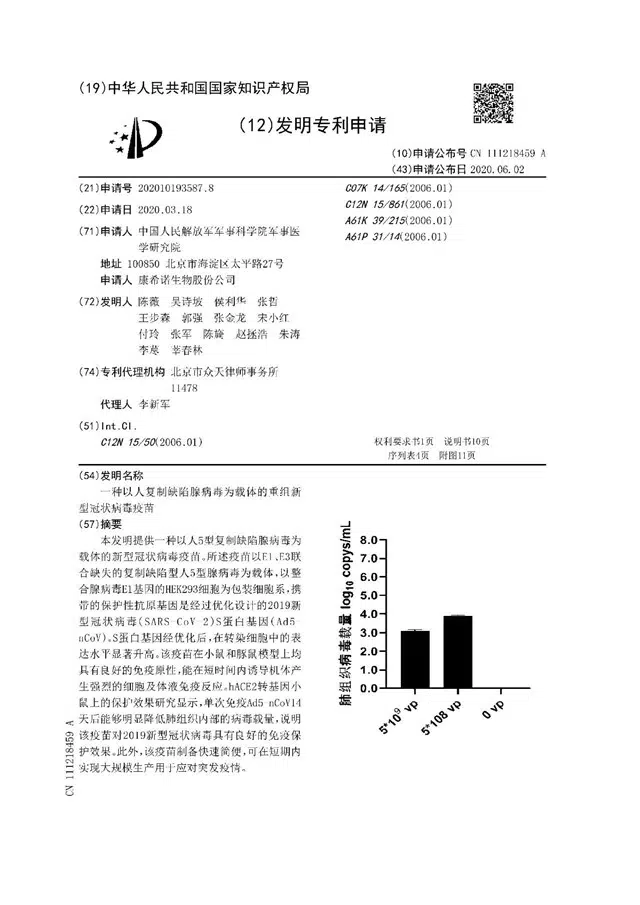 (19)中华人民共和国国家知识产权局
(12)发明专利申请
(10)申请公布号 CN 111218459 A
(43)申请公布日 2020.06.02
(21)申请号 202010193587.8
(22)申请日 2020.03.18
(71)申请人 中国人民解放军军事科学院军事医
学研究院
地址 100850 北京市海淀区太平路27号
申请人 康希诺生物股份公司
(72)发明人 陈薇 吴诗坡 侯利华 张哲
王步森 郭强 张金龙 宋小红
付玲 张军 陈旖 赵拯浩 朱涛
李菶 莘春林
(74)专利代理机构 北京市众天律师事务所
11478
代理人 李新军
(51)Int.Cl.
C12N 15/50(2006.01)
C07K 14/165(2006.01)
C12N 15/861(2006.01)
A61K 39/215(2006.01)
A61P 31/14(2006.01)
权利要求书1页 说明书10页
序列表4页 附图11页
(54)发明名称
一种以人复制缺陷腺病毒为载体的重组新
型冠状病毒疫苗
(57)摘要
本发明提供一种以人5型复制缺陷腺病毒为
载体的新型冠状病毒疫苗。所述疫苗以E1、E3联
合缺失的复制缺陷型人5型腺病毒为载体,以整
合腺病毒E1基因的HEK293细胞为包装细胞系,携
带的保护性抗原基因是经过优化设计的2019新
型冠状病毒(SARS-CoV-2)S蛋白基因(Ad5-
nCoV)。S蛋白基因经优化后,在转染细胞中的表
达水平显著升高。该疫苗在小鼠和豚鼠模型上均
具有良好的免疫原性,能在短时间内诱导机体产
生强烈的细胞及体液免疫反应。hACE2转基因小
鼠上的保护效果研究显示,单次免疫Ad5-nCoV14
天后能够明显降低肺组织内部的病毒载量,说明
该疫苗对2019新型冠状病毒具有良好的免疫保
护效果。此外,该疫苗制备快速简便,可在短期内
实现大规模生产用于应对突发疫情。
肺组织病毒载量 log10 copys/mL
8.0
7.0
6.0
5.0
4.0
3.0
2.0
1.0
0.0
5*10⁹ vp
5*108 vp
0 vp
CN 111218459 A